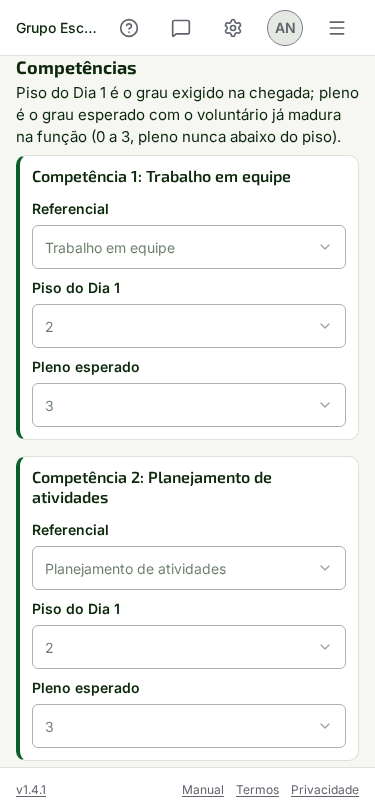 Grupo Esc...
AN
Competências
Piso do Dia 1 é o grau exigido na chegada; pleno
é o grau esperado com o voluntário já madura
na função (0 a 3, pleno nunca abaixo do piso).
Competência 1: Trabalho em equipe
Referencial
Trabalho em equipe
Piso do Dia 1
2
Pleno esperado
3
Competência 2: Planejamento de
atividades
Referencial
Planejamento de atividades
Piso do Dia 1
2
Pleno esperado
3
v1.4.1
Manual
Termos
Privacidade